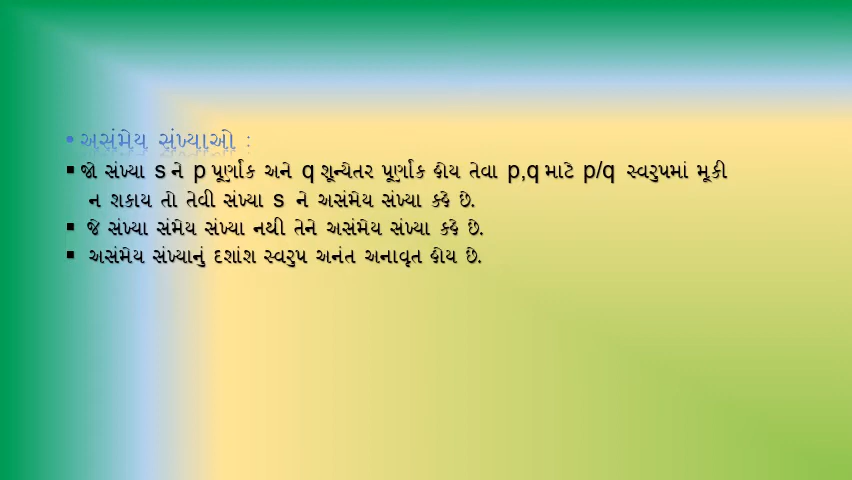 • અસંમેય સંખ્યાઓ :
▪ જો સંખ્યા s ને p પૂર્ણાંક અને q શૂન્યેતર પૂર્ણાંક હોય તેવા p,q માટે p/q સ્વરુપમાં મૂકી
ન શકાય તો તેવી સંખ્યા s ને અસંમેય સંખ્યા કહે છે.
▪ જે સંખ્યા સંમેય સંખ્યા નથી તેને અસંમેય સંખ્યા કહે છે.
▪ અસંમેય સંખ્યાનું દશાંશ સ્વરુપ અનંત અનાવૃત હોય છે.